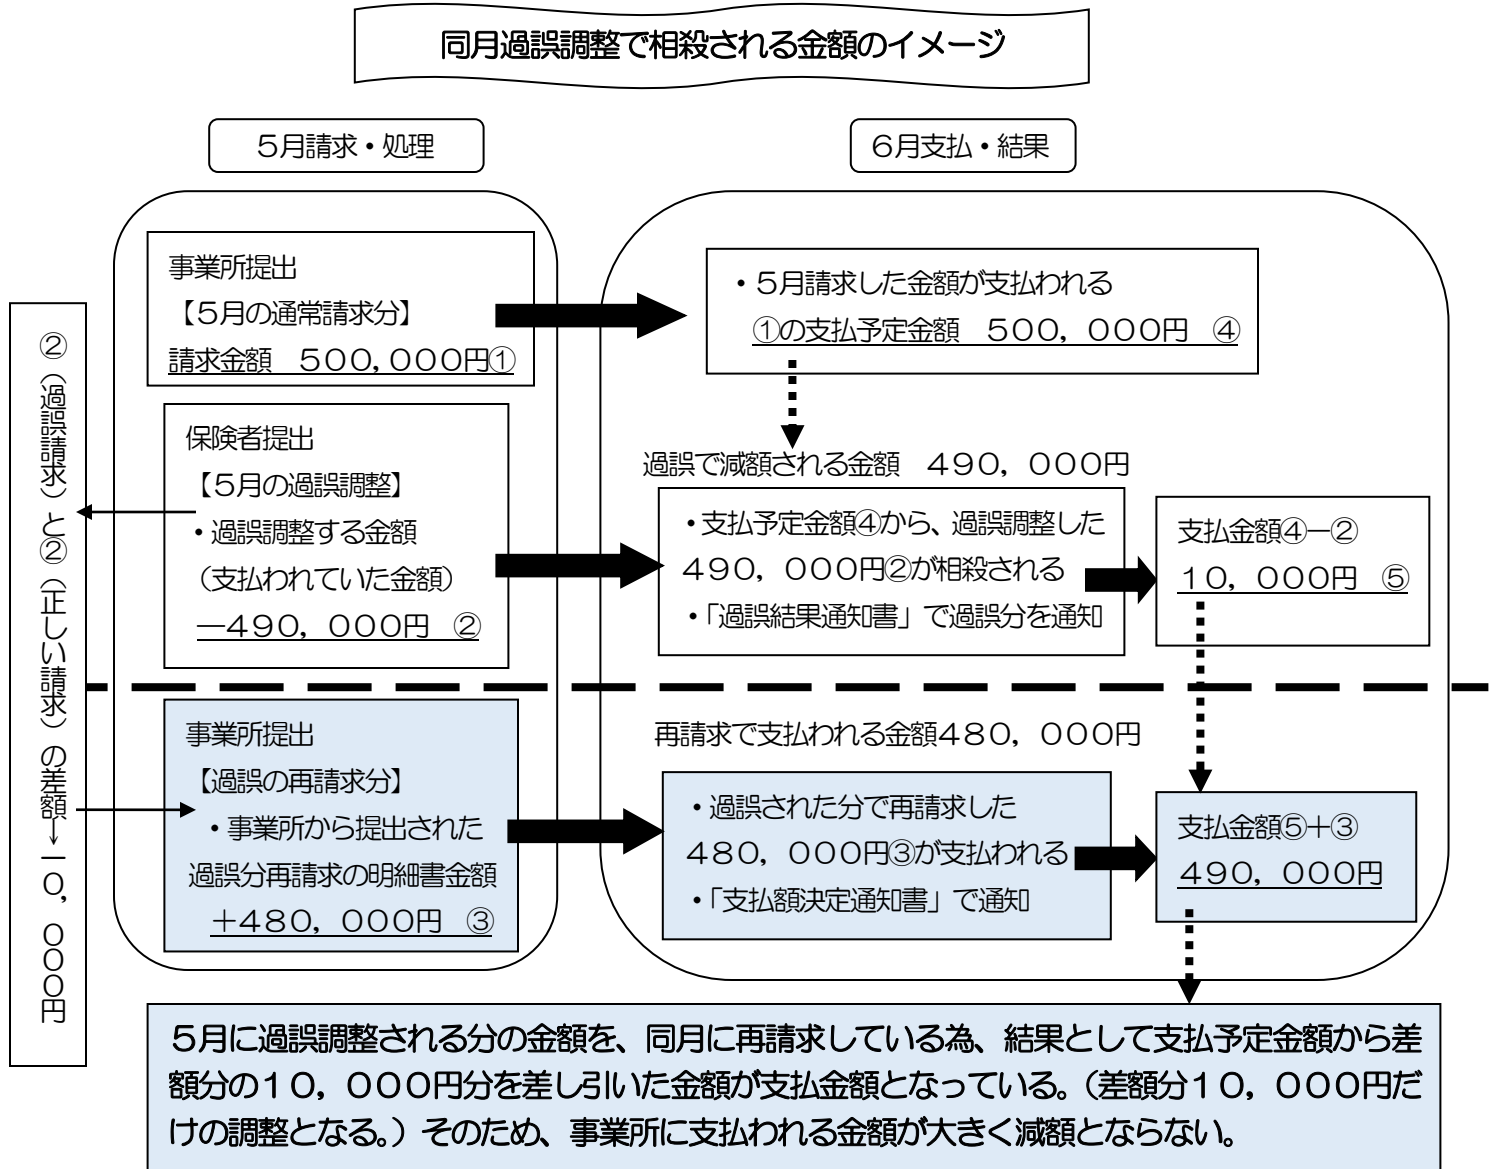 同月過誤調整で相殺される金額のイメージ
５月請求・処理
６月支払・結果
事業所提出
【５月の通常請求分】
請求金額　５００，０００円①
・５月請求した金額が支払われる
①の支払予定金額　５００，０００円　④
②（過誤請求）と②（正しい請求）の差額→－０，０００円
保険者提出
【５月の過誤調整】
・過誤調整する金額
（支払われていた金額）
―４９０，０００円　②
過誤で減額される金額　４９０，０００円
・支払予定金額④から、過誤調整した
４９０，０００円②が相殺される
・「過誤結果通知書」で過誤分を通知
支払金額④－②
１０，０００円　⑤
事業所提出
【過誤の再請求分】
・事業所から提出された
過誤分再請求の明細書金額
＋４８０，０００円　③
再請求で支払われる金額４８０，０００円
・過誤された分で再請求した
４８０，０００円③が支払われる
・「支払額決定通知書」で通知
支払金額⑤＋③
４９０，０００円
５月に過誤調整される分の金額を、同月に再請求している為、結果として支払予定金額から差
額分の１０，０００円分を差し引いた金額が支払金額となっている。（差額分１０，０００円だ
けの調整となる。）そのため、事業所に支払われる金額が大きく減額とならない。